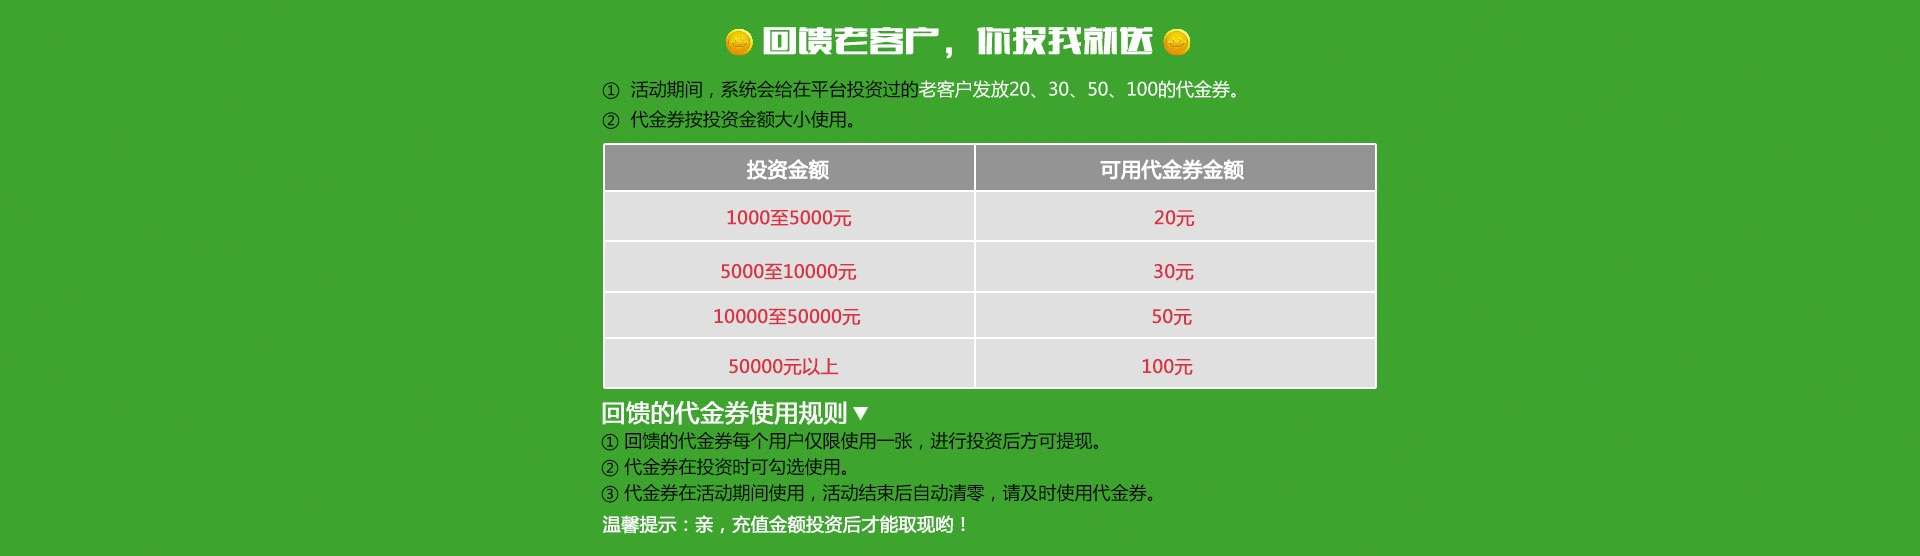 回馈老客户，你投我就送
① 活动期间，系统会给在平台投资过的老客户发放20、30、50、100的代金券。
② 代金券按投资金额大小使用。
投资金额 可用代金券金额
1000至5000元 20元
5000至10000元 30元
10000至50000元 50元
50000元以上 100元
回馈的代金券使用规则▼
① 回馈的代金券每个用户仅限使用一张，进行投资后方可提现。
② 代金券在投资时可勾选使用。
③ 代金券在活动期间使用，活动结束后自动清零，请及时使用代金券。
温馨提示：亲，充值金额投资后才能取现哟！